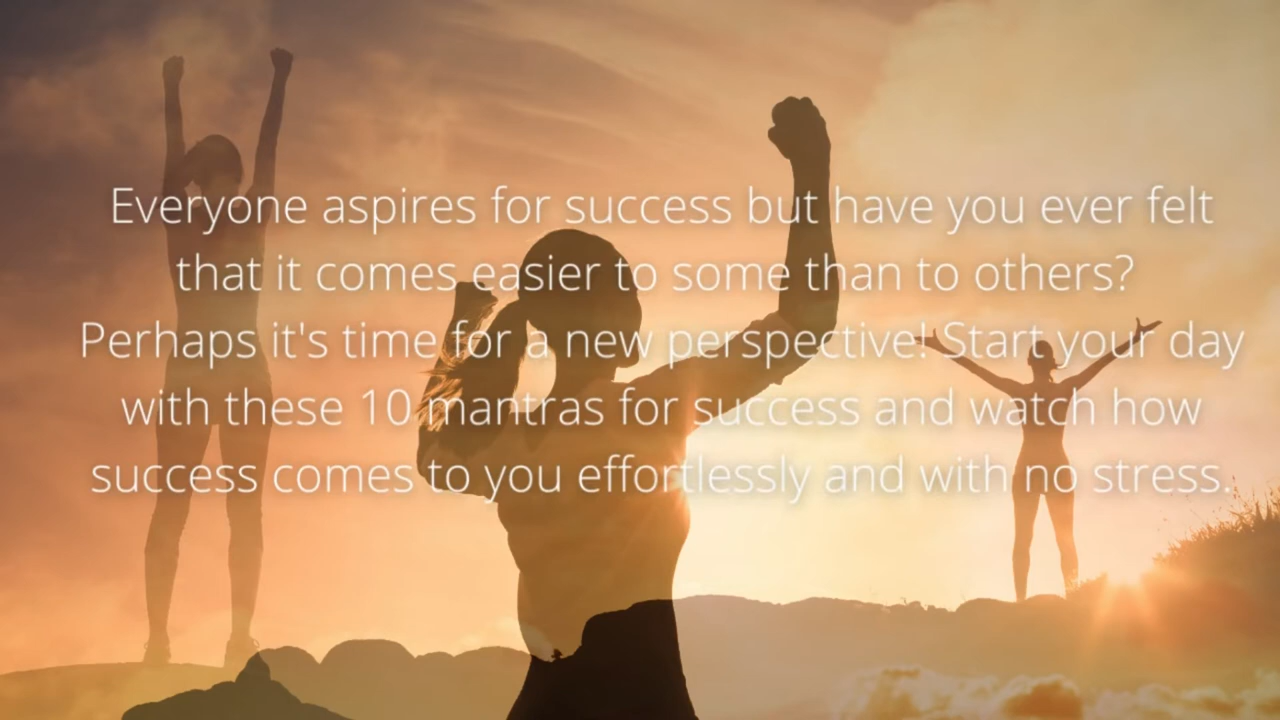 Everyone aspires for success but have you ever felt
that it comes easier to some than to others?
Perhaps it's time for a new perspective! Start your day
with these 10 mantras for success and watch how
success comes to you effortlessly and with no stress.